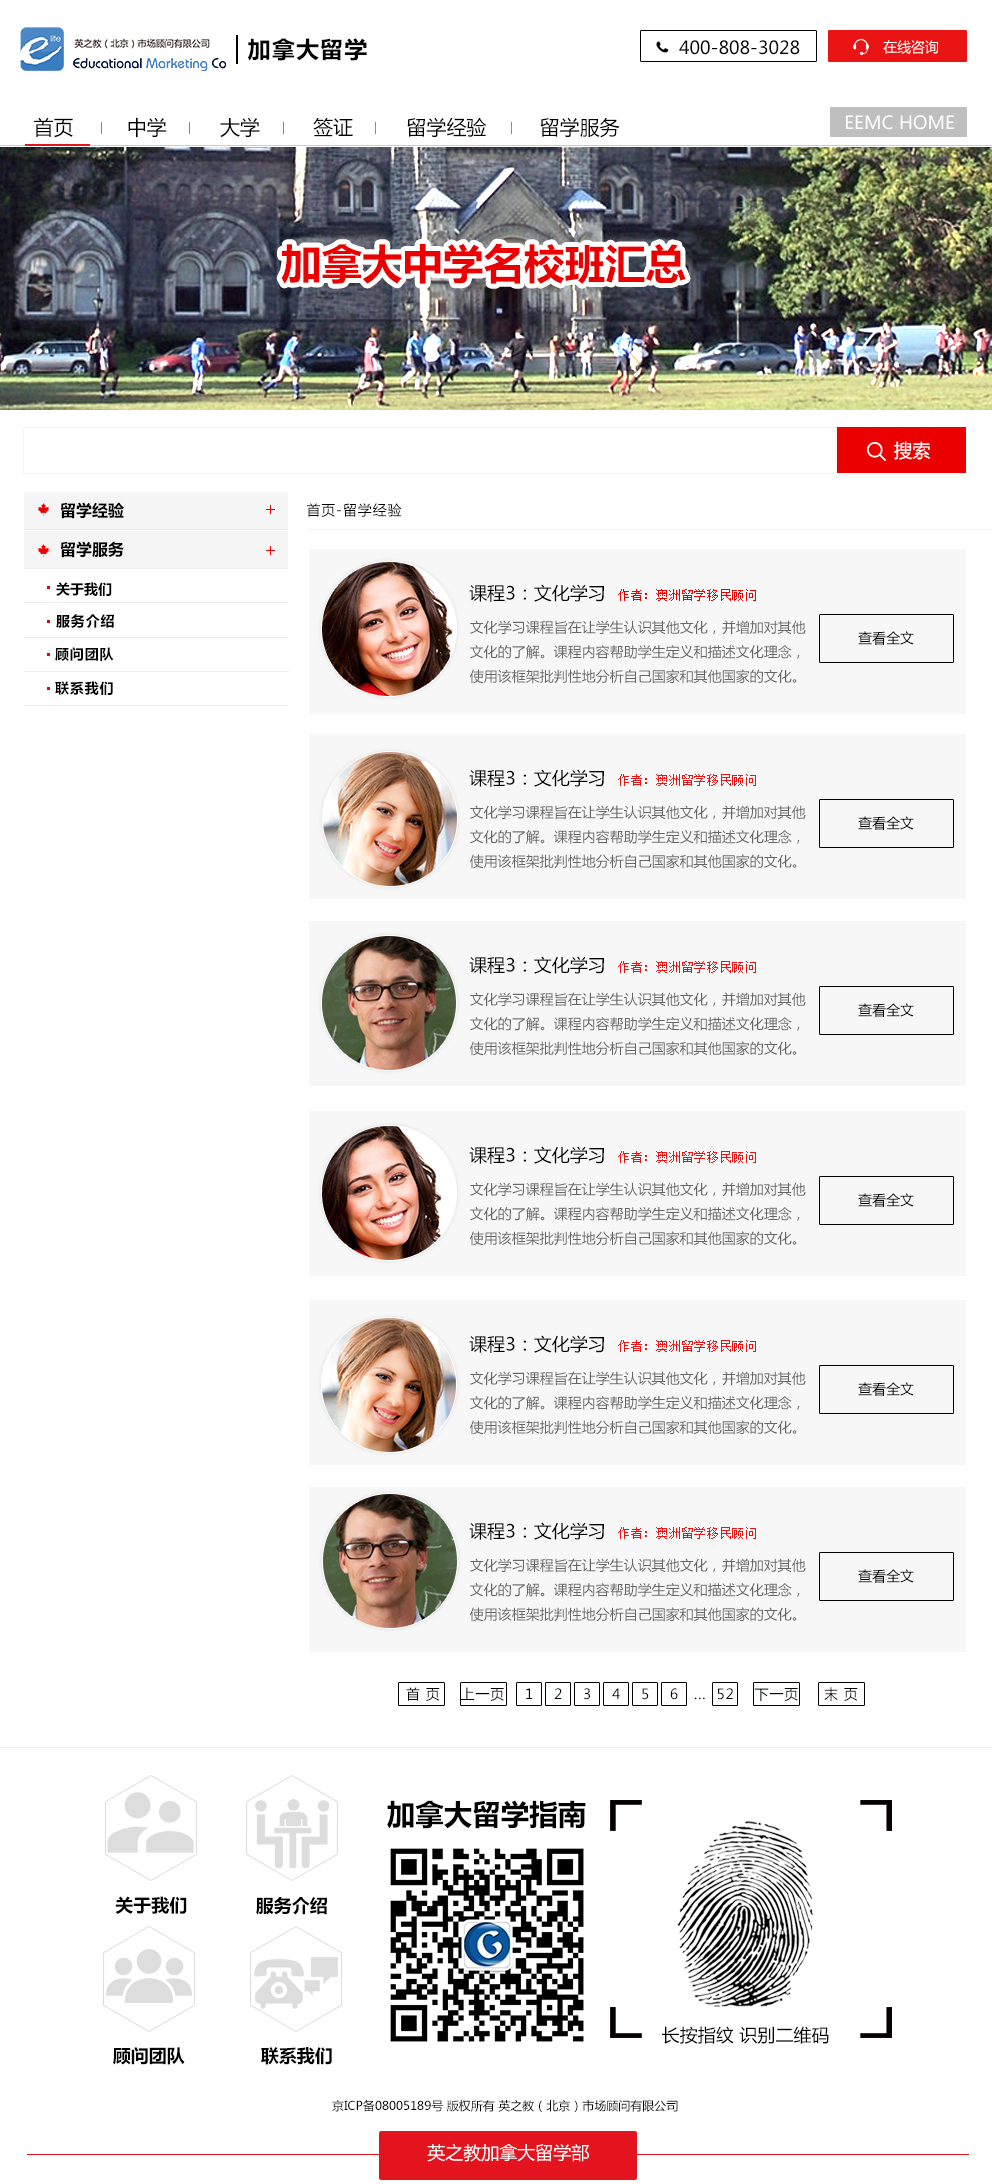 e life
英之教（北京）市场顾问有限公司
Educational Marketing Co
加拿大留学
400-808-3028
在线咨询
首页
中学
大学
签证
留学经验
留学服务
EEMC HOME
加拿大中学名校班汇总
搜索
留学经验 +
留学服务 +
关于我们
服务介绍
顾问团队
联系我们
首页-留学经验
课程3：文化学习 作者：澳洲留学移民顾问
文化学习课程旨在让学生认识其他文化，并增加对其他
文化的了解。课程内容帮助学生定义和描述文化理念，
使用该框架批判性地分析自己国家和其他国家的文化。
查看全文
课程3：文化学习 作者：澳洲留学移民顾问
文化学习课程旨在让学生认识其他文化，并增加对其他
文化的了解。课程内容帮助学生定义和描述文化理念，
使用该框架批判性地分析自己国家和其他国家的文化。
查看全文
课程3：文化学习 作者：澳洲留学移民顾问
文化学习课程旨在让学生认识其他文化，并增加对其他
文化的了解。课程内容帮助学生定义和描述文化理念，
使用该框架批判性地分析自己国家和其他国家的文化。
查看全文
课程3：文化学习 作者：澳洲留学移民顾问
文化学习课程旨在让学生认识其他文化，并增加对其他
文化的了解。课程内容帮助学生定义和描述文化理念，
使用该框架批判性地分析自己国家和其他国家的文化。
查看全文
课程3：文化学习 作者：澳洲留学移民顾问
文化学习课程旨在让学生认识其他文化，并增加对其他
文化的了解。课程内容帮助学生定义和描述文化理念，
使用该框架批判性地分析自己国家和其他国家的文化。
查看全文
课程3：文化学习 作者：澳洲留学移民顾问
文化学习课程旨在让学生认识其他文化，并增加对其他
文化的了解。课程内容帮助学生定义和描述文化理念，
使用该框架批判性地分析自己国家和其他国家的文化。
查看全文
首 页 上一页 1 2 3 4 5 6 ... 52 下一页 末 页
关于我们
服务介绍
顾问团队
联系我们
加拿大留学指南
G
长按指纹 识别二维码
京ICP备08005189号 版权所有 英之教（北京）市场顾问有限公司
英之教加拿大留学部